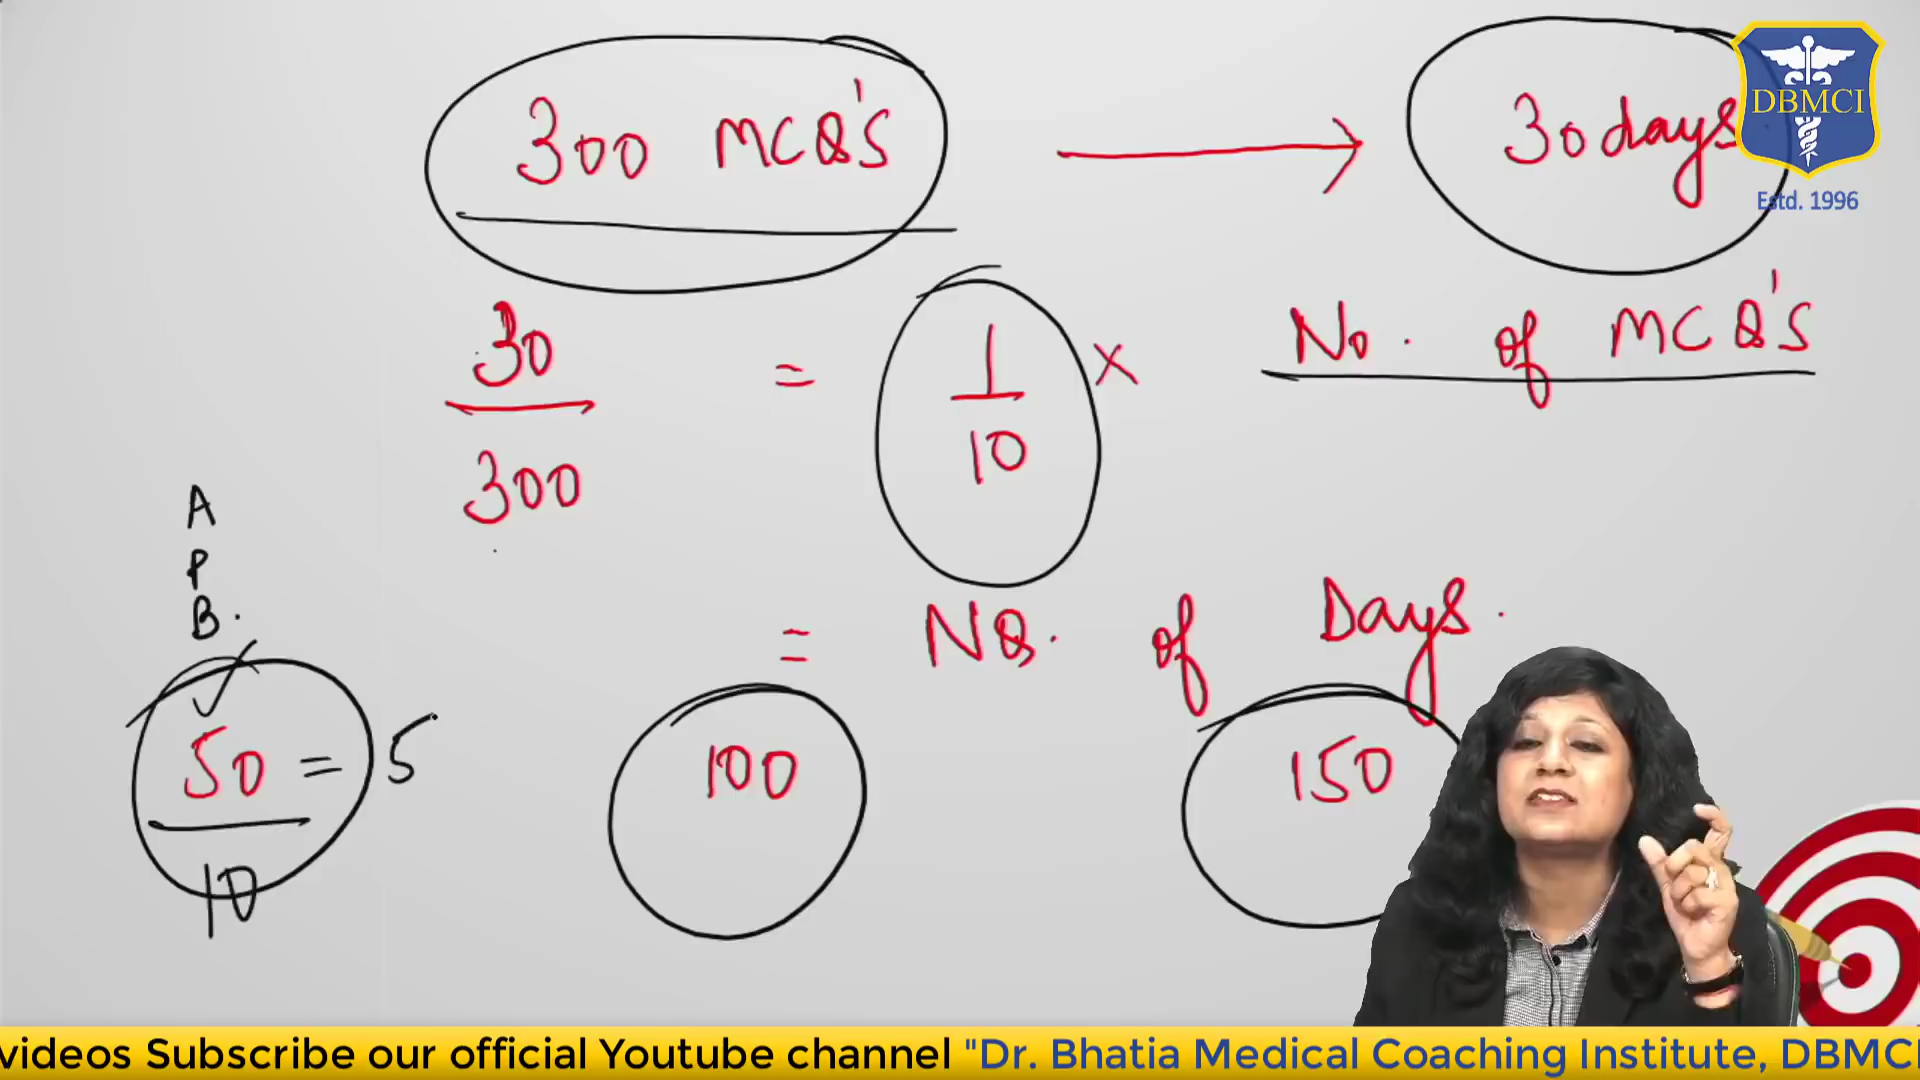 300 MCQ'S → 30 days
DBMCI
Estd. 1996
30/300 = 1/10 × No. of MCQ'S
= NO. of Days.
A
P
B.
50/10 = 5
100
150
videos Subscribe our official Youtube channel "Dr. Bhatia Medical Coaching Institute, DBMCI